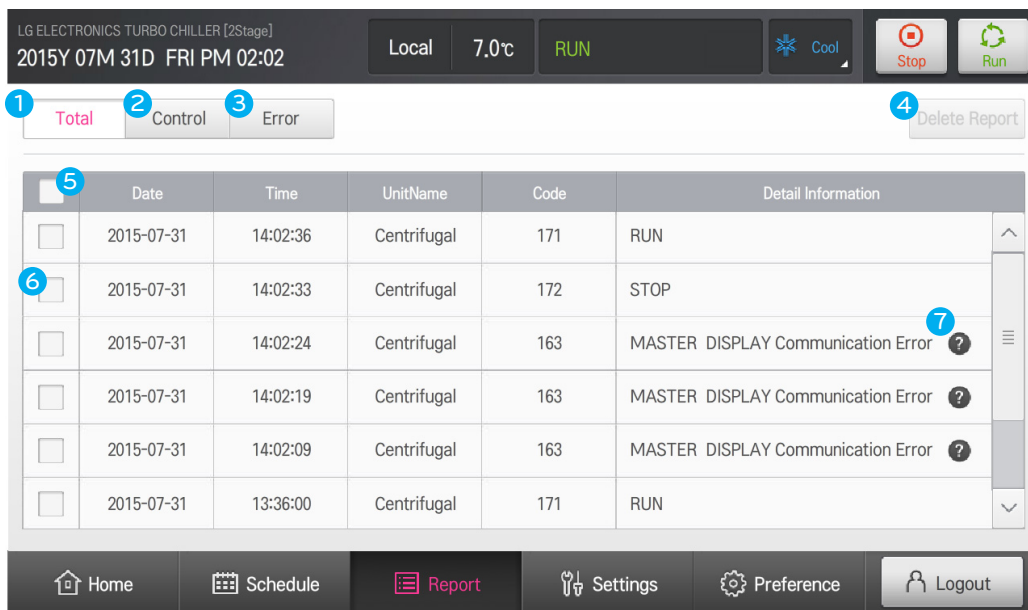 LG ELECTRONICS TURBO CHILLER [2Stage]
2015Y 07M 31D FRI PM 02:02
Local 7.0℃ RUN Cool Stop Run
1 Total 2 Control 3 Error 4 Delete Report
5 Date Time UnitName Code Detail Information
2015-07-31 14:02:36 Centrifugal 171 RUN
6 2015-07-31 14:02:33 Centrifugal 172 STOP
2015-07-31 14:02:24 Centrifugal 163 MASTER DISPLAY Communication Error 7 ?
2015-07-31 14:02:19 Centrifugal 163 MASTER DISPLAY Communication Error ?
2015-07-31 14:02:09 Centrifugal 163 MASTER DISPLAY Communication Error ?
2015-07-31 13:36:00 Centrifugal 171 RUN
Home Schedule Report Settings Preference Logout